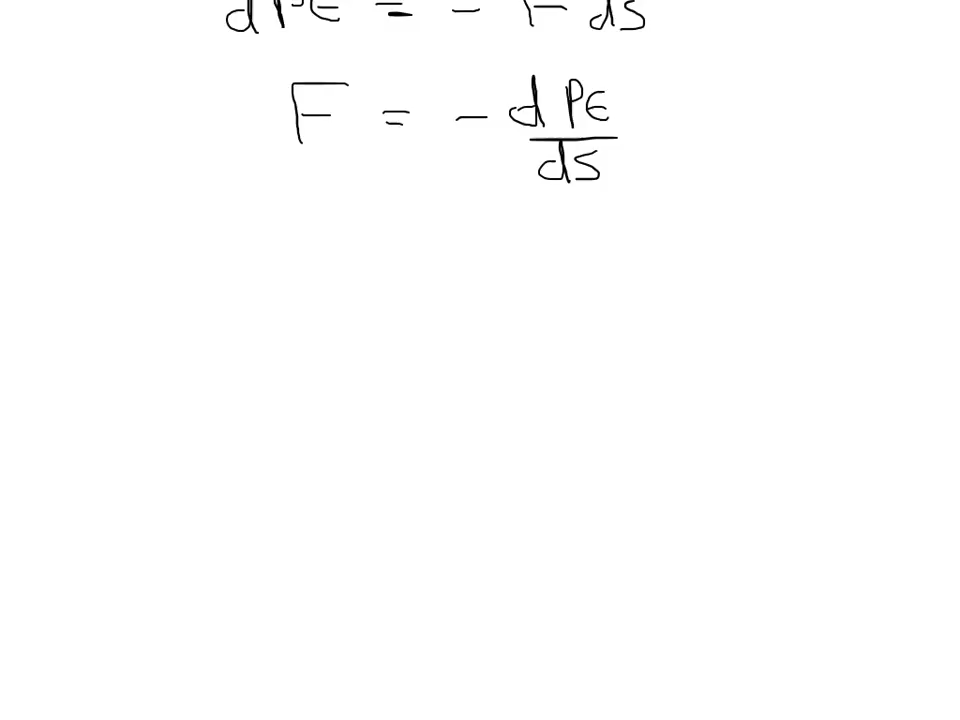 dPE = - F ds
F = - dPE/ds